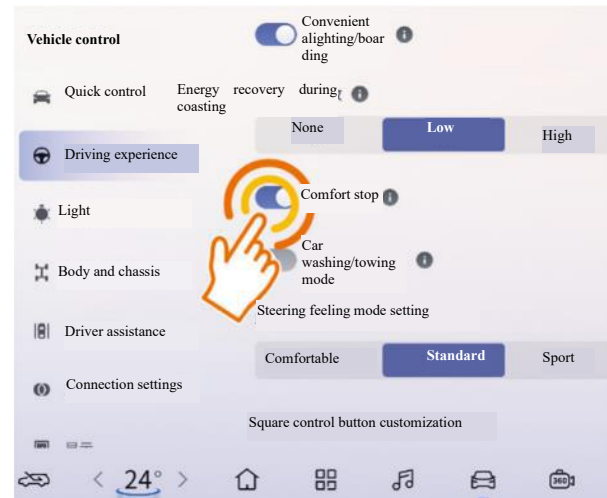 Vehicle control
Convenient
alighting/boar
ding
Quick control
Energy recovery during
coasting
None
Low
High
Driving experience
Comfort stop
Light
Car
washing/towing
mode
Body and chassis
Steering feeling mode setting
Driver assistance
Comfortable
Standard
Sport
Connection settings
Square control button customization
24°
360